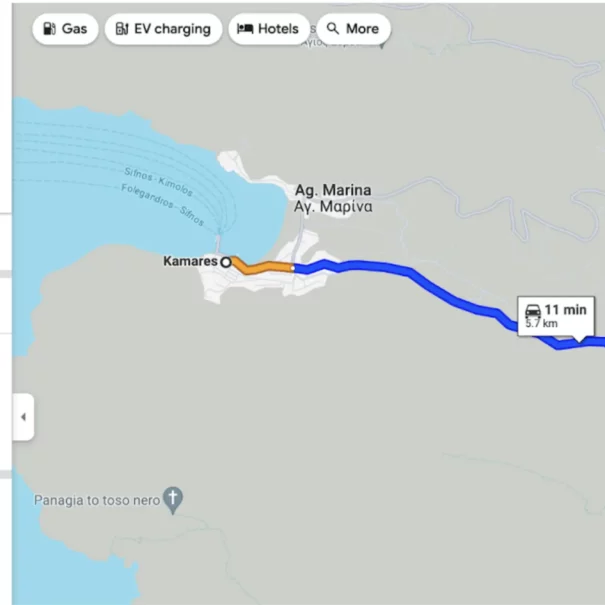 Gas
EV charging
Hotels
More
Sifnos - Kimolos
Folegandros - Sifnos
Ag. Marina
Αγ. Μαρίνα
Kamares
11 min
5.7 km
Panagia to toso nero